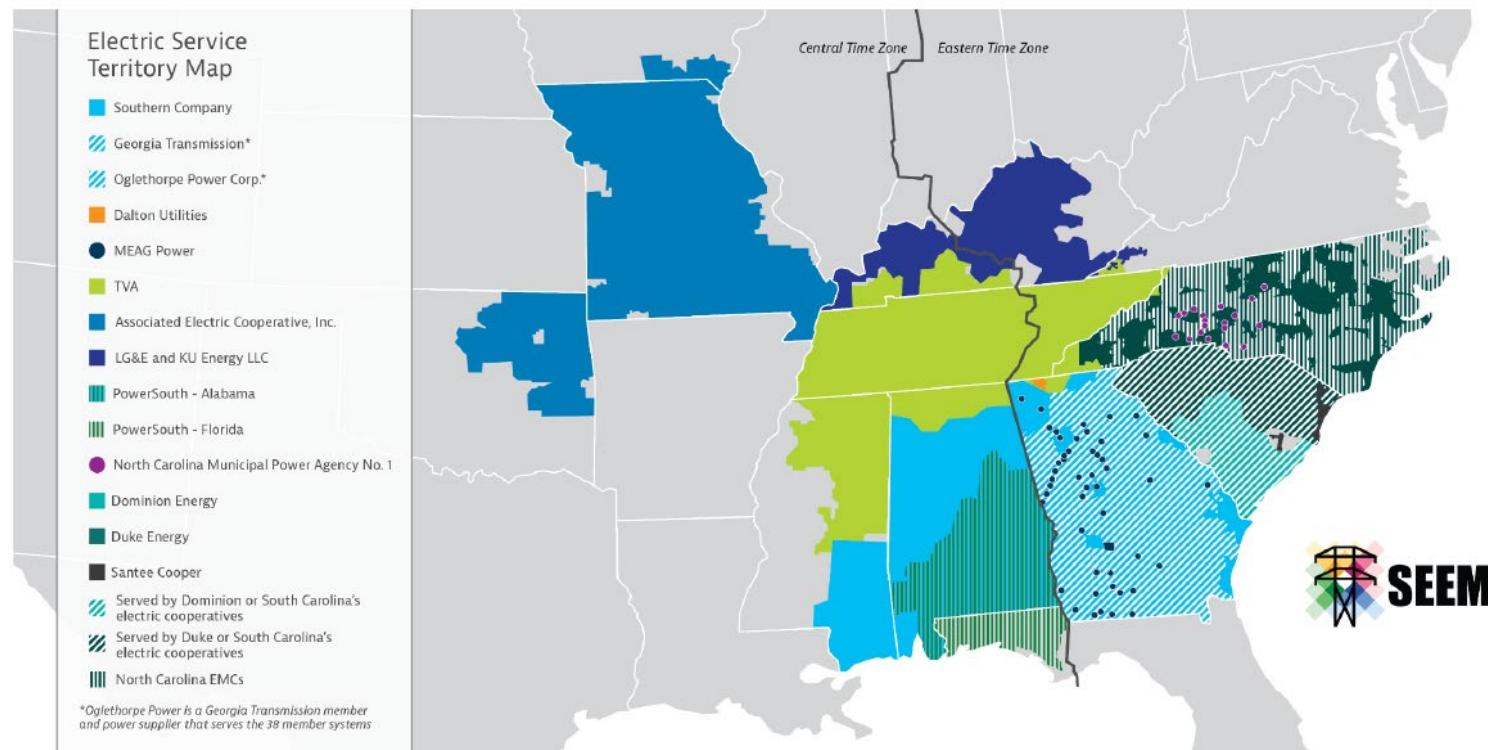 Electric Service
Territory Map
Southern Company
Georgia Transmission*
Oglethorpe Power Corp.*
Dalton Utilities
MEAG Power
TVA
Associated Electric Cooperative, Inc.
LG&E and KU Energy LLC
PowerSouth - Alabama
PowerSouth - Florida
North Carolina Municipal Power Agency No. 1
Dominion Energy
Duke Energy
Santee Cooper
Served by Dominion or South Carolina's
electric cooperatives
Served by Duke or South Carolina's
electric cooperatives
North Carolina EMCs
*Oglethorpe Power is a Georgia Transmission member
and power supplier that serves the 38 member systems
Central Time Zone
Eastern Time Zone
SEEM